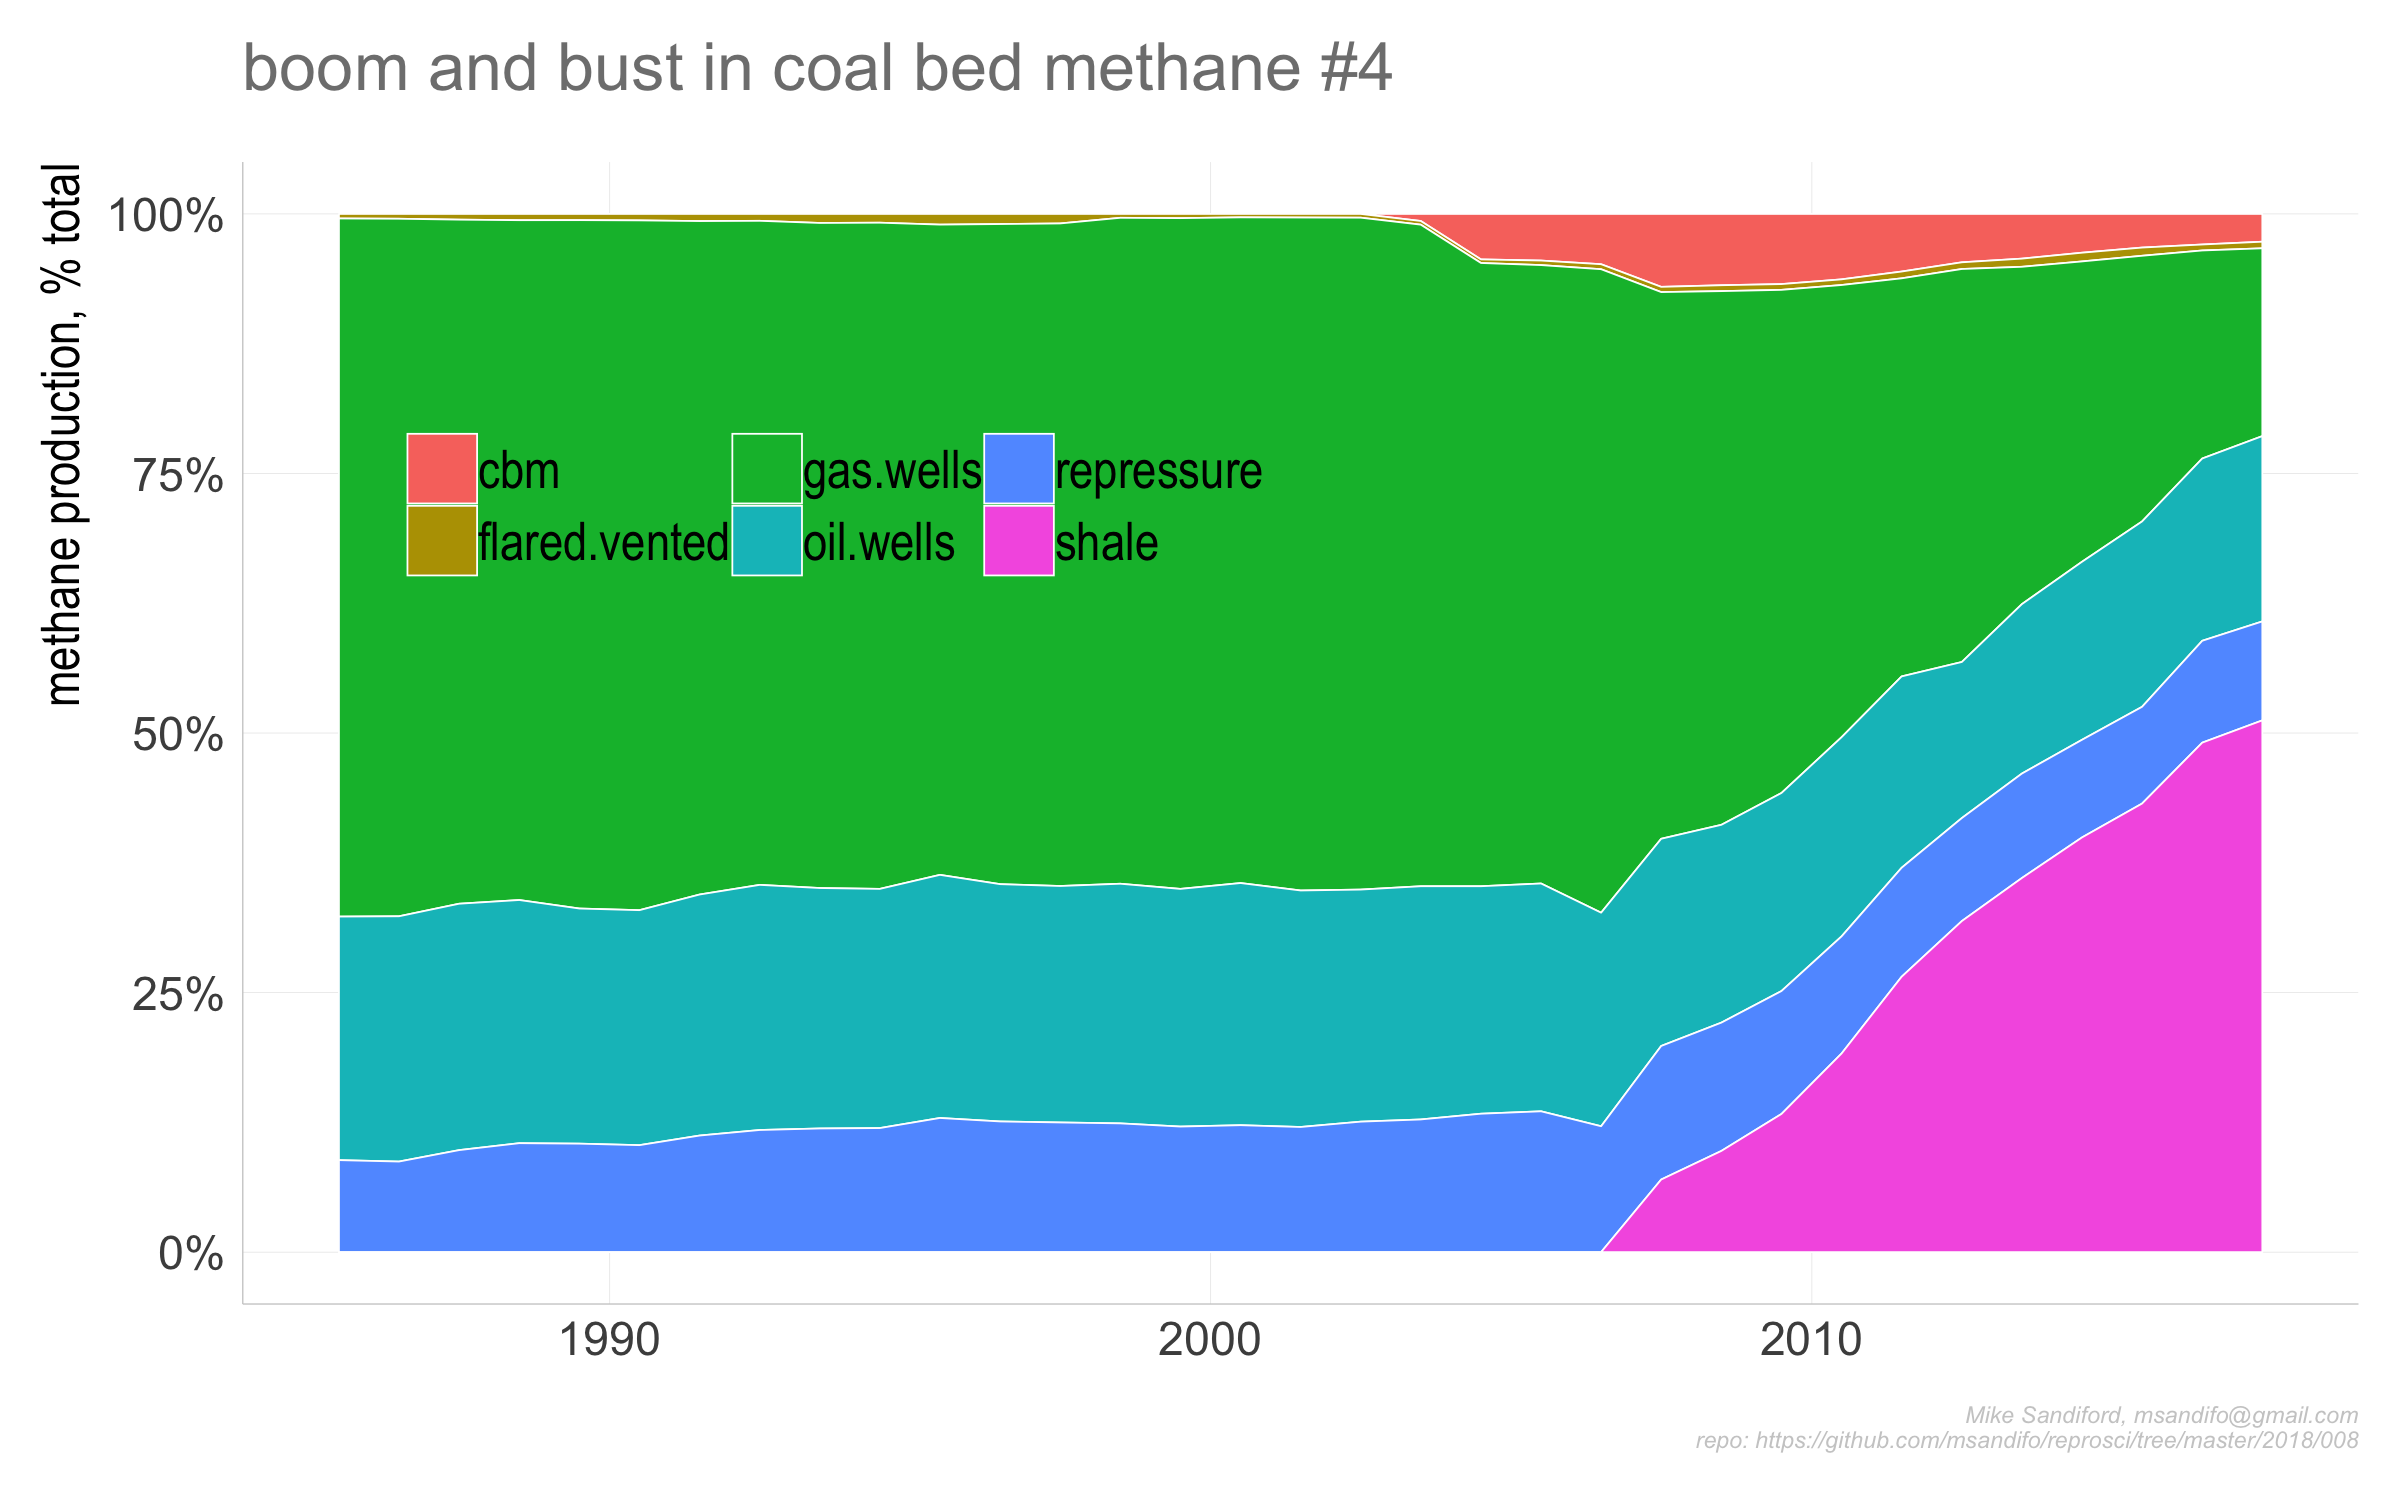 boom and bust in coal bed methane #4
methane production, % total
100%
75%
50%
25%
0%
cbm
gas.wells
repressure
flared.vented
oil.wells
shale
1990
2000
2010
Mike Sandiford, msandifo@gmail.com
repo: https://github.com/msandifo/reprosci/tree/master/2018/008